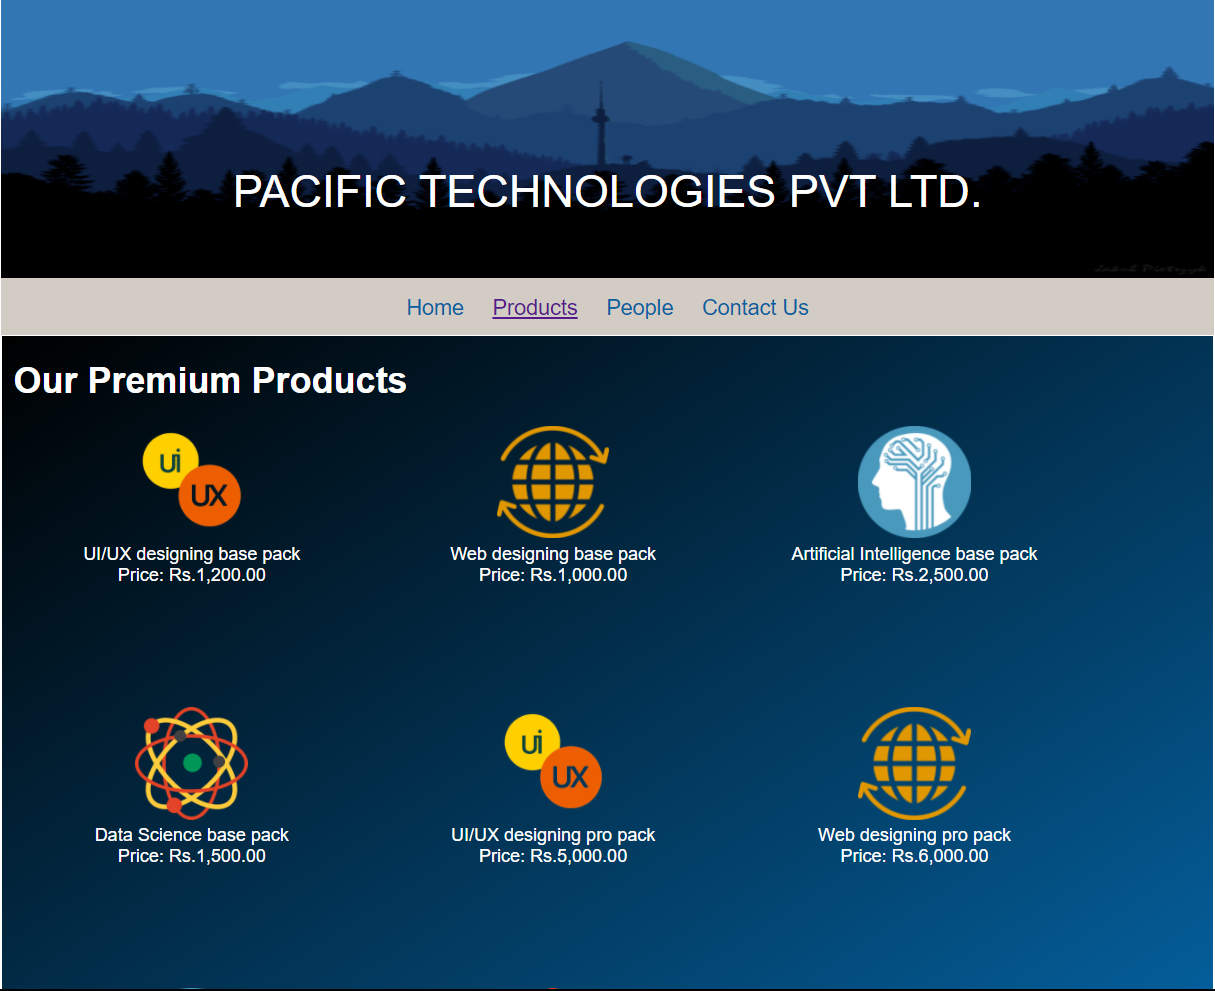 PACIFIC TECHNOLOGIES PVT LTD.
Home Products People Contact Us
Our Premium Products
ui
UX
UI/UX designing base pack
Price: Rs.1,200.00
Web designing base pack
Price: Rs.1,000.00
Artificial Intelligence base pack
Price: Rs.2,500.00
Data Science base pack
Price: Rs.1,500.00
ui
UX
UI/UX designing pro pack
Price: Rs.5,000.00
Web designing pro pack
Price: Rs.6,000.00